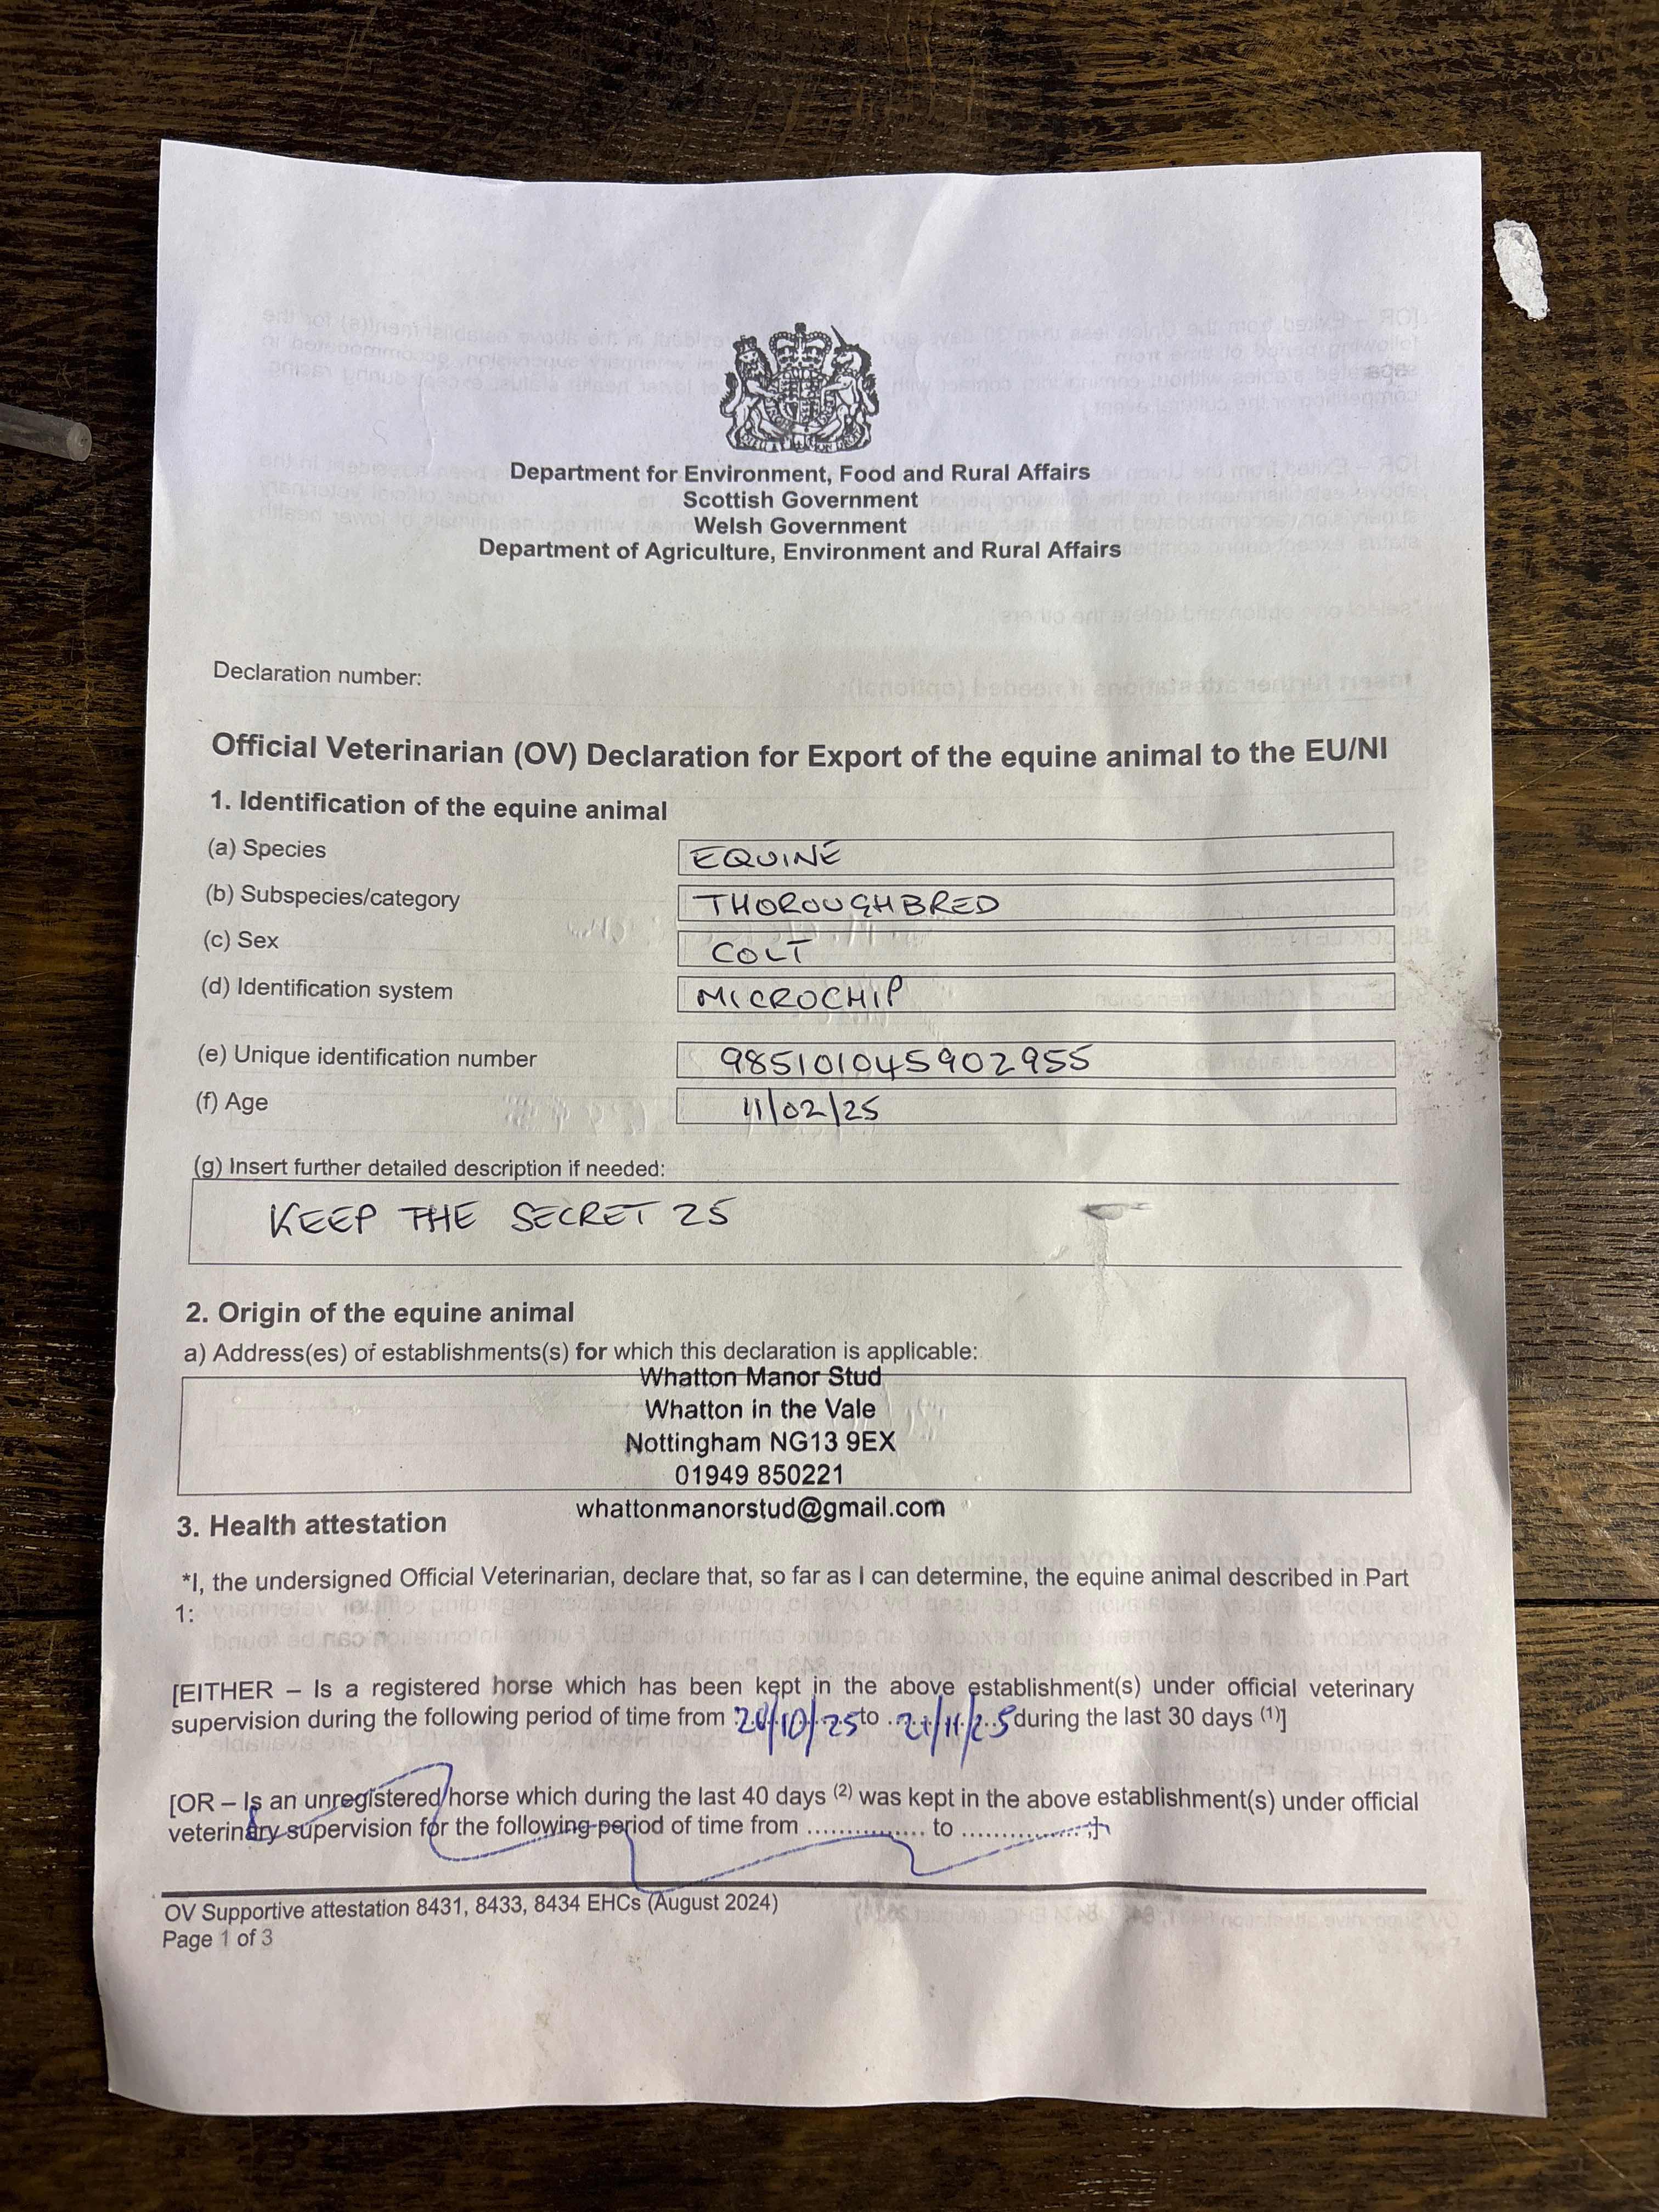 Department for Environment, Food and Rural Affairs
Scottish Government
Welsh Government
Department of Agriculture, Environment and Rural Affairs
Declaration number:
Official Veterinarian (OV) Declaration for Export of the equine animal to the EU/NI
1. Identification of the equine animal
(a) Species EQUINE
(b) Subspecies/category THOROUGHBRED
(c) Sex COLT
(d) Identification system MICROCHIP
(e) Unique identification number 985101045902955
(f) Age 11/02/25
(g) Insert further detailed description if needed:
KEEP THE SECRET 25
2. Origin of the equine animal
a) Address(es) of establishments(s) for which this declaration is applicable:
Whatton Manor Stud
Whatton in the Vale
Nottingham NG13 9EX
01949 850221
whattonmanorstud@gmail.com
3. Health attestation
*I, the undersigned Official Veterinarian, declare that, so far as I can determine, the equine animal described in Part
1:
[EITHER – Is a registered horse which has been kept in the above establishment(s) under official veterinary
supervision during the following period of time from to during the last 30 days (1)]
[OR – Is an unregistered horse which during the last 40 days (2) was kept in the above establishment(s) under official
veterinary supervision for the following period of time from ............... to ............... ;]
OV Supportive attestation 8431, 8433, 8434 EHCs (August 2024)
Page 1 of 3